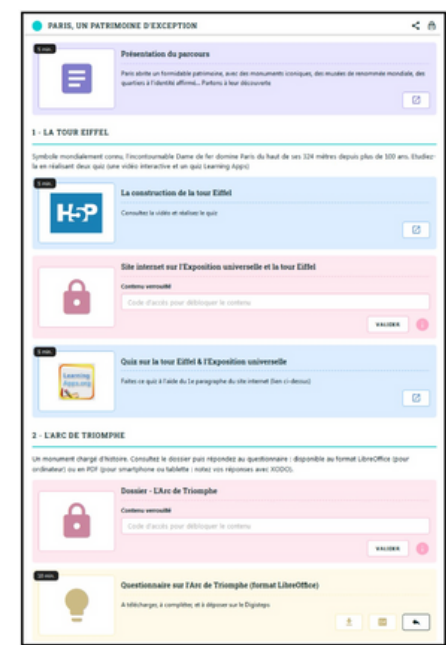 PARIS, UN PATRIMOINE D'EXCEPTION
5 min.
Présentation du parcours
Paris abrite un formidable patrimoine, avec des monuments iconiques, des musées de renommée mondiale, des
quartiers à l'identité affirmé... Partons à leur découverte
1 - LA TOUR EIFFEL
Symbole mondialement connu, l'incontournable Dame de fer domine Paris du haut de ses 324 mètres depuis plus de 100 ans. Etudiez-
la en réalisant deux quiz (une vidéo interactive et un quiz Learning Apps)
5 min.
H5P
La construction de la tour Eiffel
Consultez la vidéo et réalisez le quiz
Site internet sur l'Exposition universelle et la tour Eiffel
Contenu verrouillé
Code d'accès pour débloquer le contenu
VALIDER
5 min.
Learning
Apps.org
Quiz sur la tour Eiffel & l'Exposition universelle
Faites ce quiz à l'aide du 1e paragraphe du site internet (lien ci-dessus)
2 - L'ARC DE TRIOMPHE
Un monument chargé d'histoire. Consultez le dossier puis répondez au questionnaire : disponible au format LibreOffice (pour
ordinateur) ou en PDF (pour smartphone ou tablette : notez vos réponses avec XODO).
Dossier - L'Arc de Triomphe
Contenu verrouillé
Code d'accès pour débloquer le contenu
VALIDER
10 min.
Questionnaire sur l'Arc de Triomphe (format LibreOffice)
A télécharger, à compléter, et à déposer sur le Digisteps